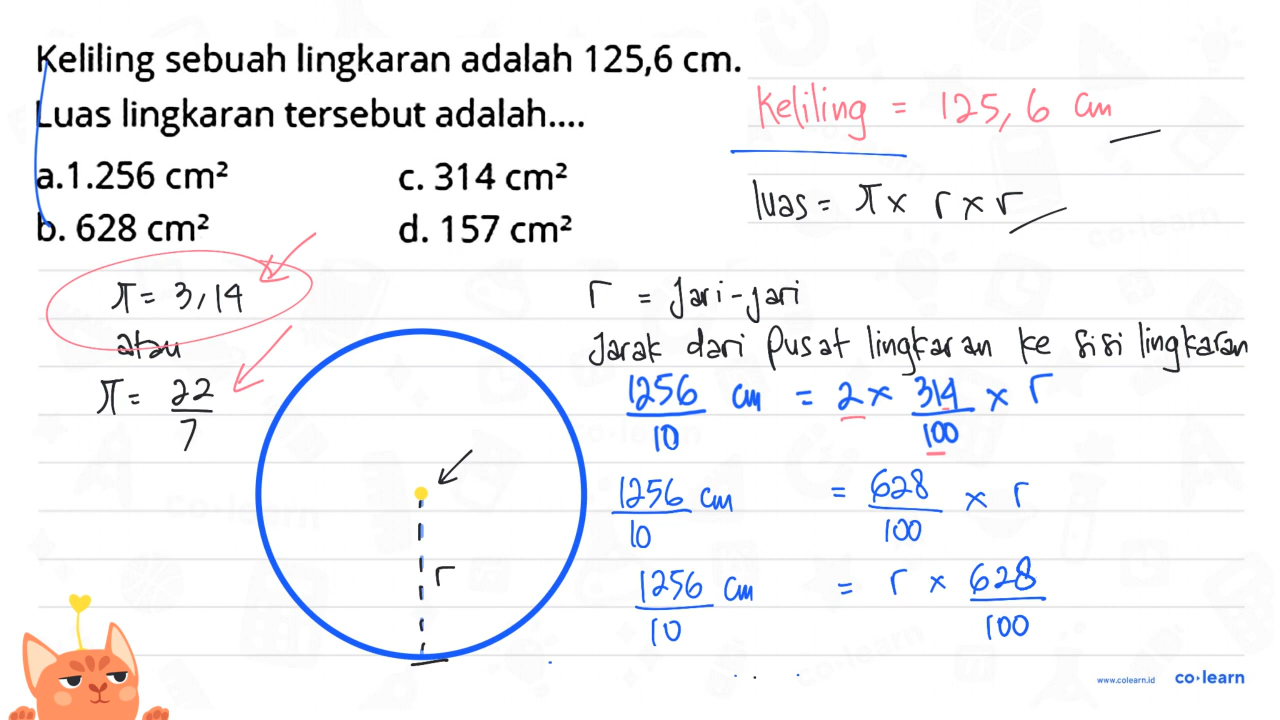 Keliling sebuah lingkaran adalah 125,6 cm.
Luas lingkaran tersebut adalah....
a.1.256 cm²
c. 314 cm²
b. 628 cm²
d. 157 cm²
Keliling = 125,6 cm
luas = π x r x r
π = 3,14
atau
π = 22/7
r = Jari-jari
Jarak dari Pusat lingkaran ke sisi lingkaran
1256/10 cm = 2 x 314/100 x r
1256/10 cm = 628/100 x r
1256/10 cm = r x 628/100
r
www.colearn.id
co·learn